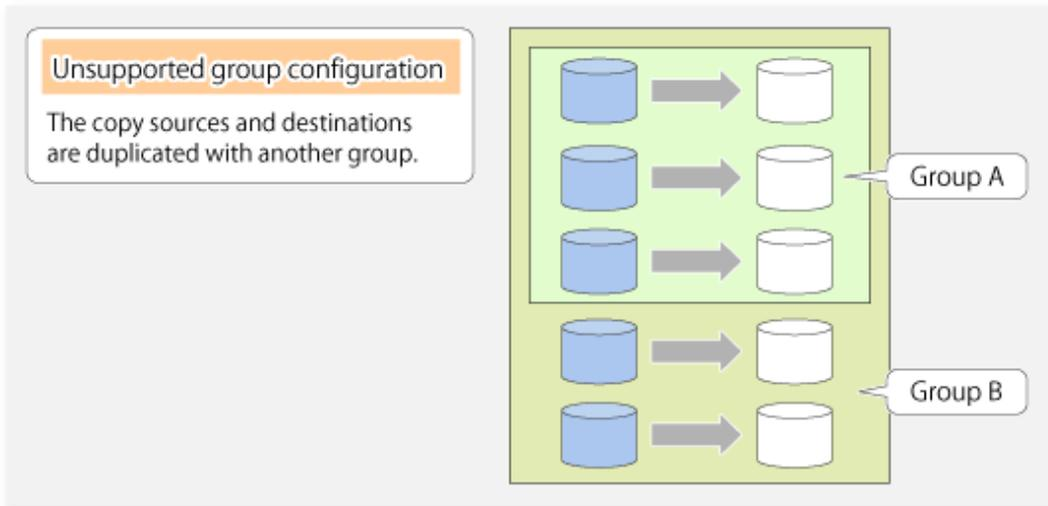 Unsupported group configuration
The copy sources and destinations
are duplicated with another group.
Group A
Group B